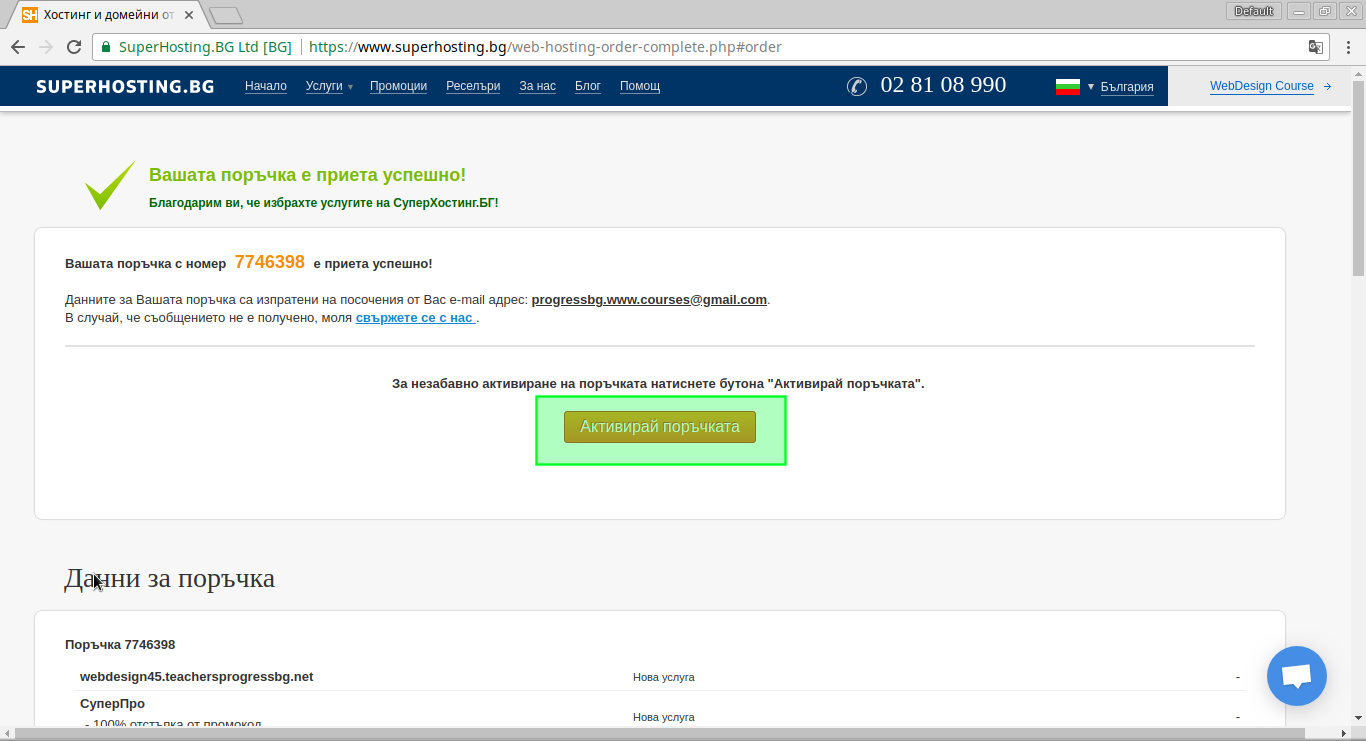 Хостинг и домейни от
Default
SuperHosting.BG Ltd [BG] https://www.superhosting.bg/web-hosting-order-complete.php#order
SUPERHOSTING.BG Начало Услуги Промоции Реселъри За нас Блог Помощ 02 81 08 990 България WebDesign Course
Вашата поръчка е приета успешно!
Благодарим ви, че избрахте услугите на СуперХостинг.БГ!
Вашата поръчка с номер 7746398 е приета успешно!
Данните за Вашата поръчка са изпратени на посочения от Вас e-mail адрес: progressbg.www.courses@gmail.com.
В случай, че съобщението не е получено, моля свържете се с нас .
За незабавно активиране на поръчката натиснете бутона "Активирай поръчката".
Активирай поръчката
Данни за поръчка
Поръчка 7746398
webdesign45.teachersprogressbg.net Нова услуга -
СуперПро
Нова услуга -
- 100% отстъпка от промокод